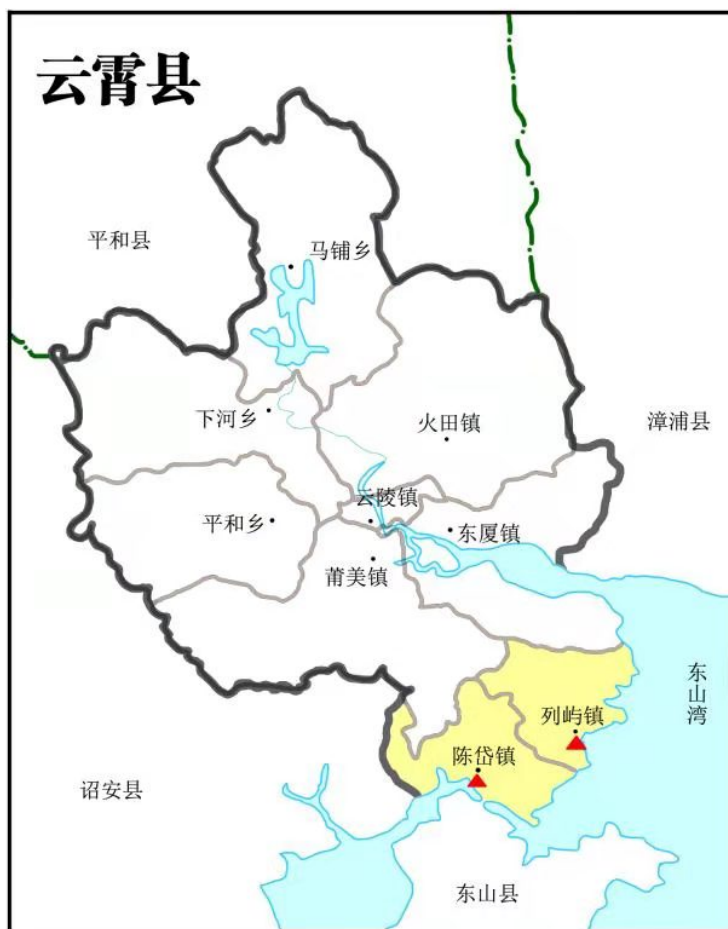 云霄县
平和县
马铺乡
下河乡
火田镇
漳浦县
云陵镇
平和乡
东厦镇
莆美镇
东山湾
列屿镇
陈岱镇
诏安县
东山县